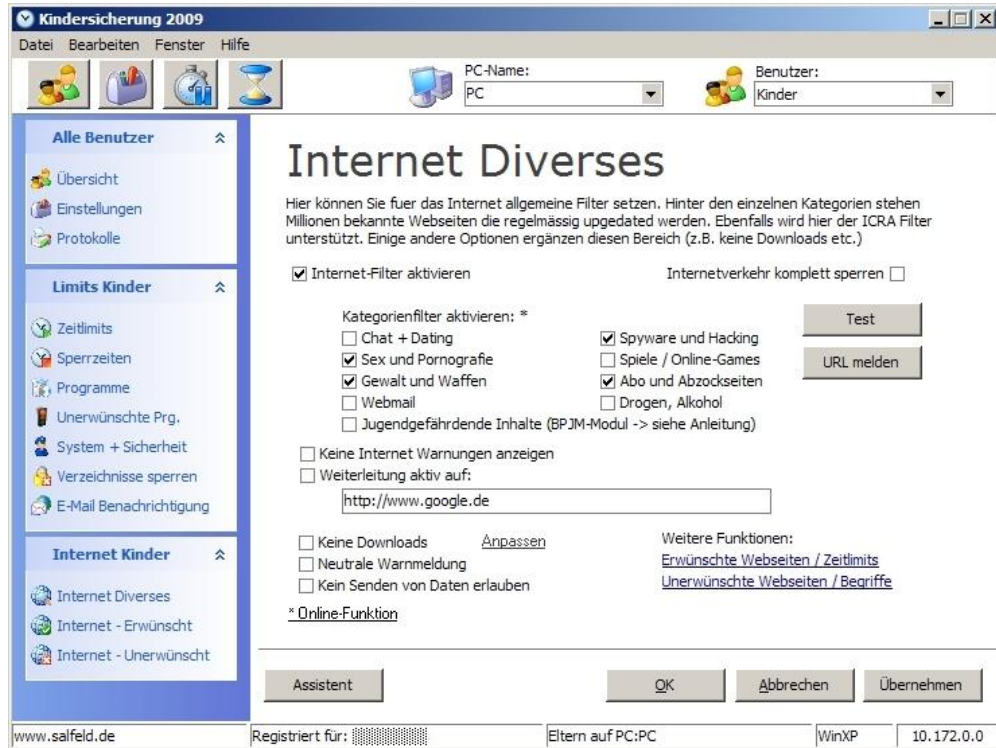 Kindersicherung 2009
Datei Bearbeiten Fenster Hilfe
PC-Name:
PC
Benutzer:
Kinder
Alle Benutzer
Übersicht
Einstellungen
Protokolle
Limits Kinder
Zeitlimits
Sperrzeiten
Programme
Unerwünschte Prg.
System + Sicherheit
Verzeichnisse sperren
E-Mail Benachrichtigung
Internet Kinder
Internet Diverses
Internet - Erwünscht
Internet - Unerwünscht
Internet Diverses
Hier können Sie fuer das Internet allgemeine Filter setzen. Hinter den einzelnen Kategorien stehen
Millionen bekannte Webseiten die regelmässig upgedated werden. Ebenfalls wird hier der ICRA Filter
unterstützt. Einige andere Optionen ergänzen diesen Bereich (z.B. keine Downloads etc.)
Internet-Filter aktivieren
Internetverkehr komplett sperren
Kategorienfilter aktivieren: *
Chat + Dating
Spyware und Hacking
Sex und Pornografie
Spiele / Online-Games
Gewalt und Waffen
Abo und Abzockseiten
Webmail
Drogen, Alkohol
Jugendgefährdende Inhalte (BPJM-Modul -> siehe Anleitung)
Test
URL melden
Keine Internet Warnungen anzeigen
Weiterleitung aktiv auf:
http://www.google.de
Keine Downloads
Anpassen
Neutrale Warnmeldung
Kein Senden von Daten erlauben
Weitere Funktionen:
Erwünschte Webseiten / Zeitlimits
Unerwünschte Webseiten / Begriffe
* Online-Funktion
Assistent
OK
Abbrechen
Übernehmen
www.salfeld.de
Registriert für:
Eltern auf PC:PC
WinXP
10.172.0.0